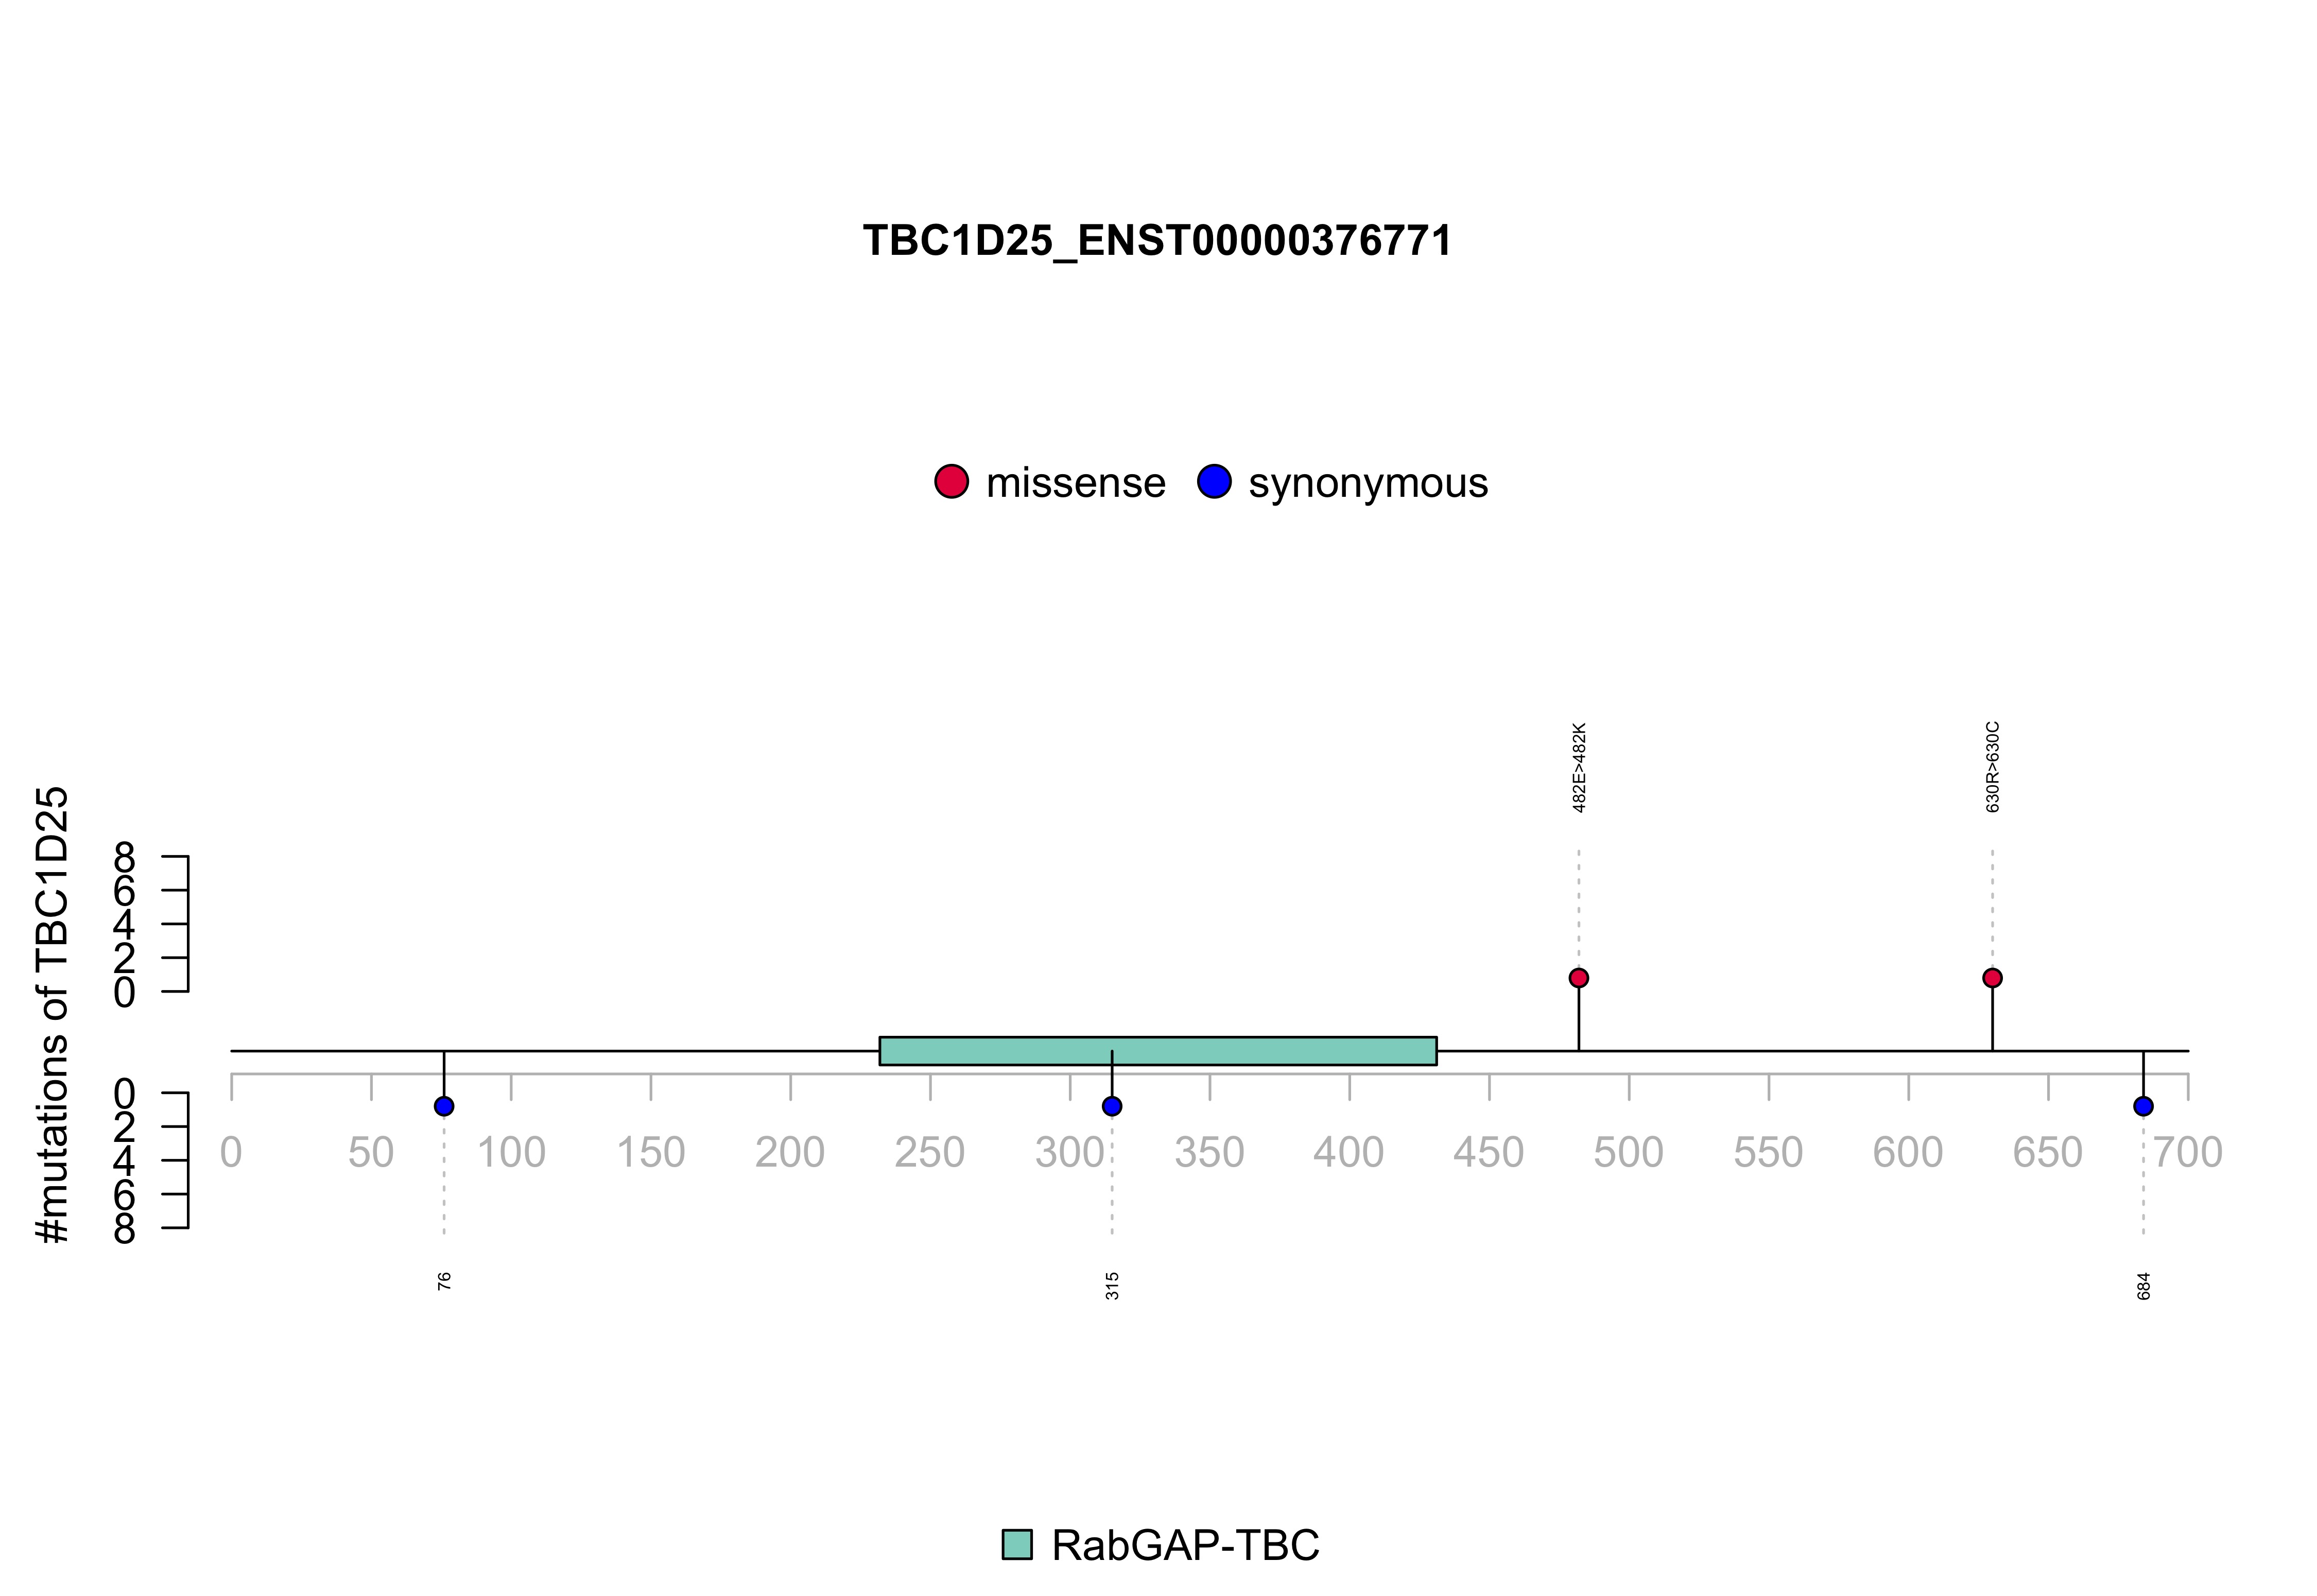 TBC1D25_ENST00000376771
missense
synonymous
482E>482K
630R>630C
#mutations of TBC1D25
8
6
4
2
0
0
2
4
6
8
0 50 100 150 200 250 300 350 400 450 500 550 600 650 700
76
315
684
RabGAP-TBC